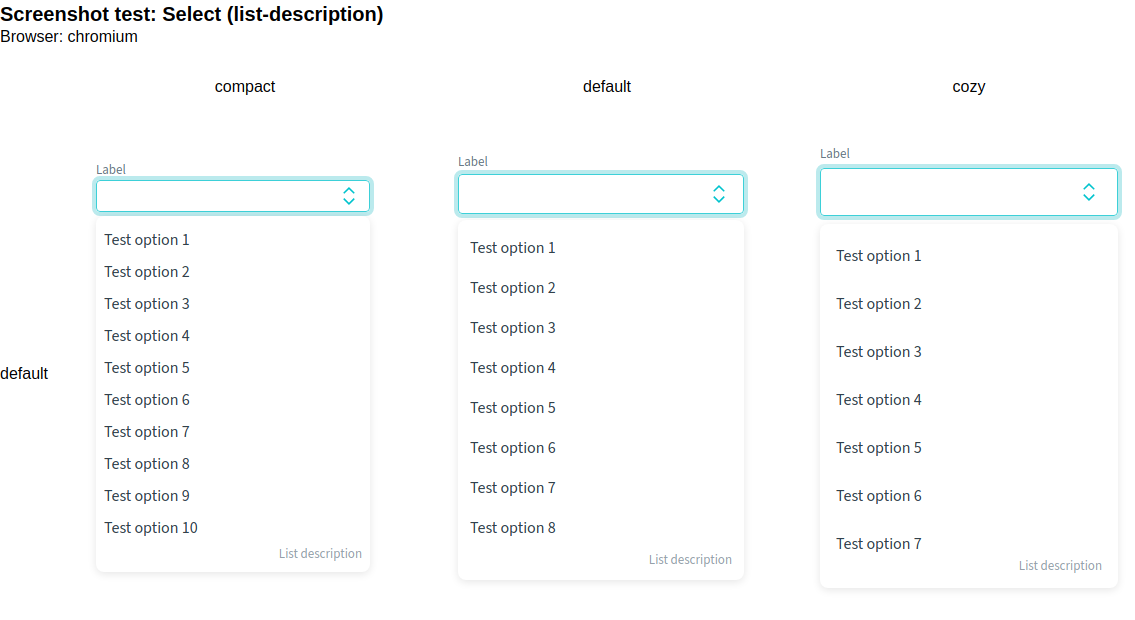 Screenshot test: Select (list-description)
Browser: chromium
compact
default
cozy
default
Label
Test option 1
Test option 2
Test option 3
Test option 4
Test option 5
Test option 6
Test option 7
Test option 8
Test option 9
Test option 10
List description
Label
Test option 1
Test option 2
Test option 3
Test option 4
Test option 5
Test option 6
Test option 7
Test option 8
List description
Label
Test option 1
Test option 2
Test option 3
Test option 4
Test option 5
Test option 6
Test option 7
List description